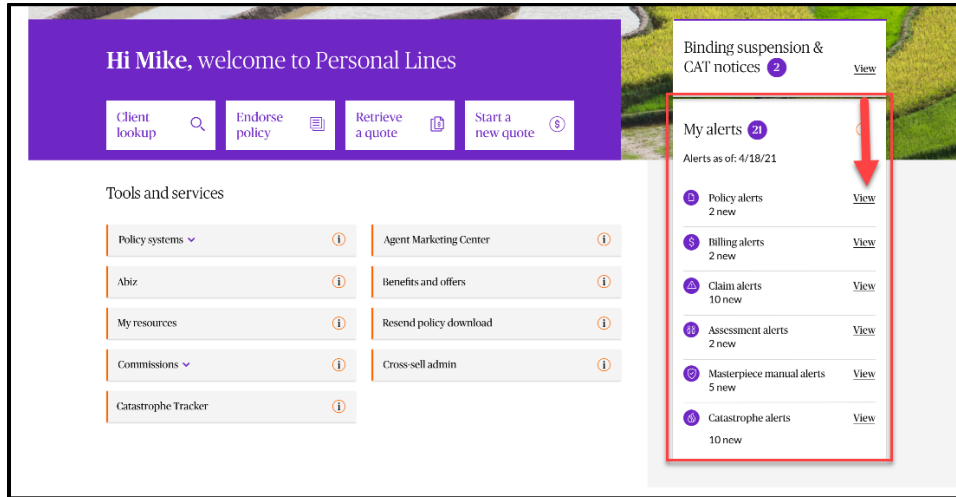 Hi Mike, welcome to Personal Lines
Client
lookup
Endorse
policy
Retrieve
a quote
Start a
new quote
Tools and services
Policy systems
Agent Marketing Center
Abiz
Benefits and offers
My resources
Resend policy download
Commissions
Cross-sell admin
Catastrophe Tracker
Binding suspension &
CAT notices 2 View
My alerts 21
Alerts as of: 4/18/21
Policy alerts View
2 new
Billing alerts View
2 new
Claim alerts View
10 new
Assessment alerts View
2 new
Masterpiece manual alerts View
5 new
Catastrophe alerts View
10 new